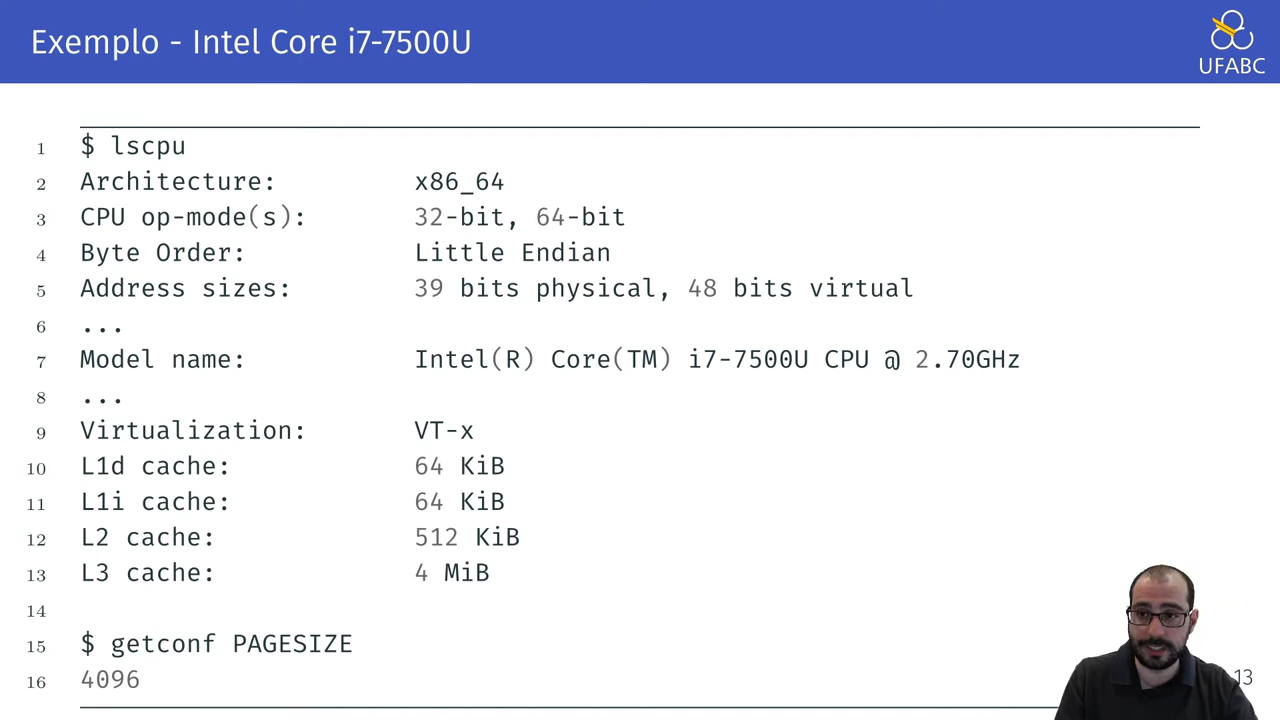 Exemplo - Intel Core i7-7500U
UFABC
1 $ lscpu
2 Architecture: x86_64
3 CPU op-mode(s): 32-bit, 64-bit
4 Byte Order: Little Endian
5 Address sizes: 39 bits physical, 48 bits virtual
6 ...
7 Model name: Intel(R) Core(TM) i7-7500U CPU @ 2.70GHz
8 ...
9 Virtualization: VT-x
10 L1d cache: 64 KiB
11 L1i cache: 64 KiB
12 L2 cache: 512 KiB
13 L3 cache: 4 MiB
14
15 $ getconf PAGESIZE
16 4096
13